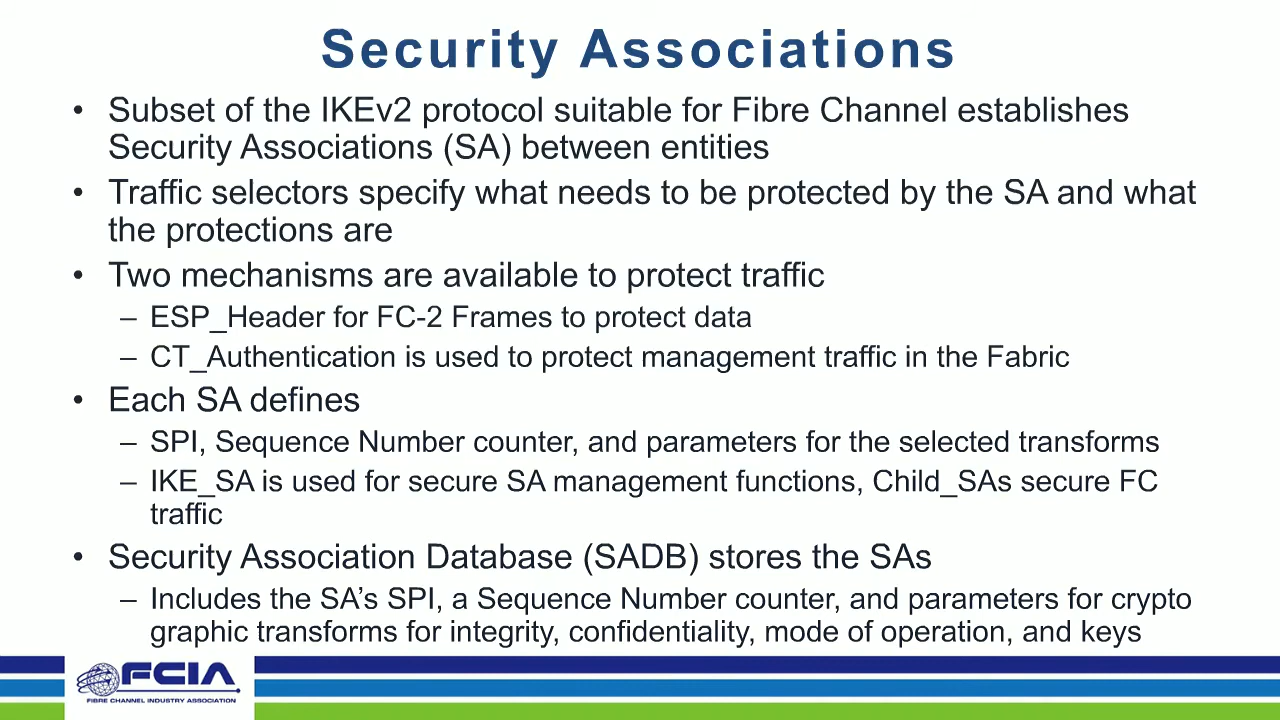 Security Associations
• Subset of the IKEv2 protocol suitable for Fibre Channel establishes
Security Associations (SA) between entities
• Traffic selectors specify what needs to be protected by the SA and what
the protections are
• Two mechanisms are available to protect traffic
– ESP_Header for FC-2 Frames to protect data
– CT_Authentication is used to protect management traffic in the Fabric
• Each SA defines
– SPI, Sequence Number counter, and parameters for the selected transforms
– IKE_SA is used for secure SA management functions, Child_SAs secure FC
traffic
• Security Association Database (SADB) stores the SAs
– Includes the SA’s SPI, a Sequence Number counter, and parameters for crypto
graphic transforms for integrity, confidentiality, mode of operation, and keys
FCIA
FIBRE CHANNEL INDUSTRY ASSOCIATION